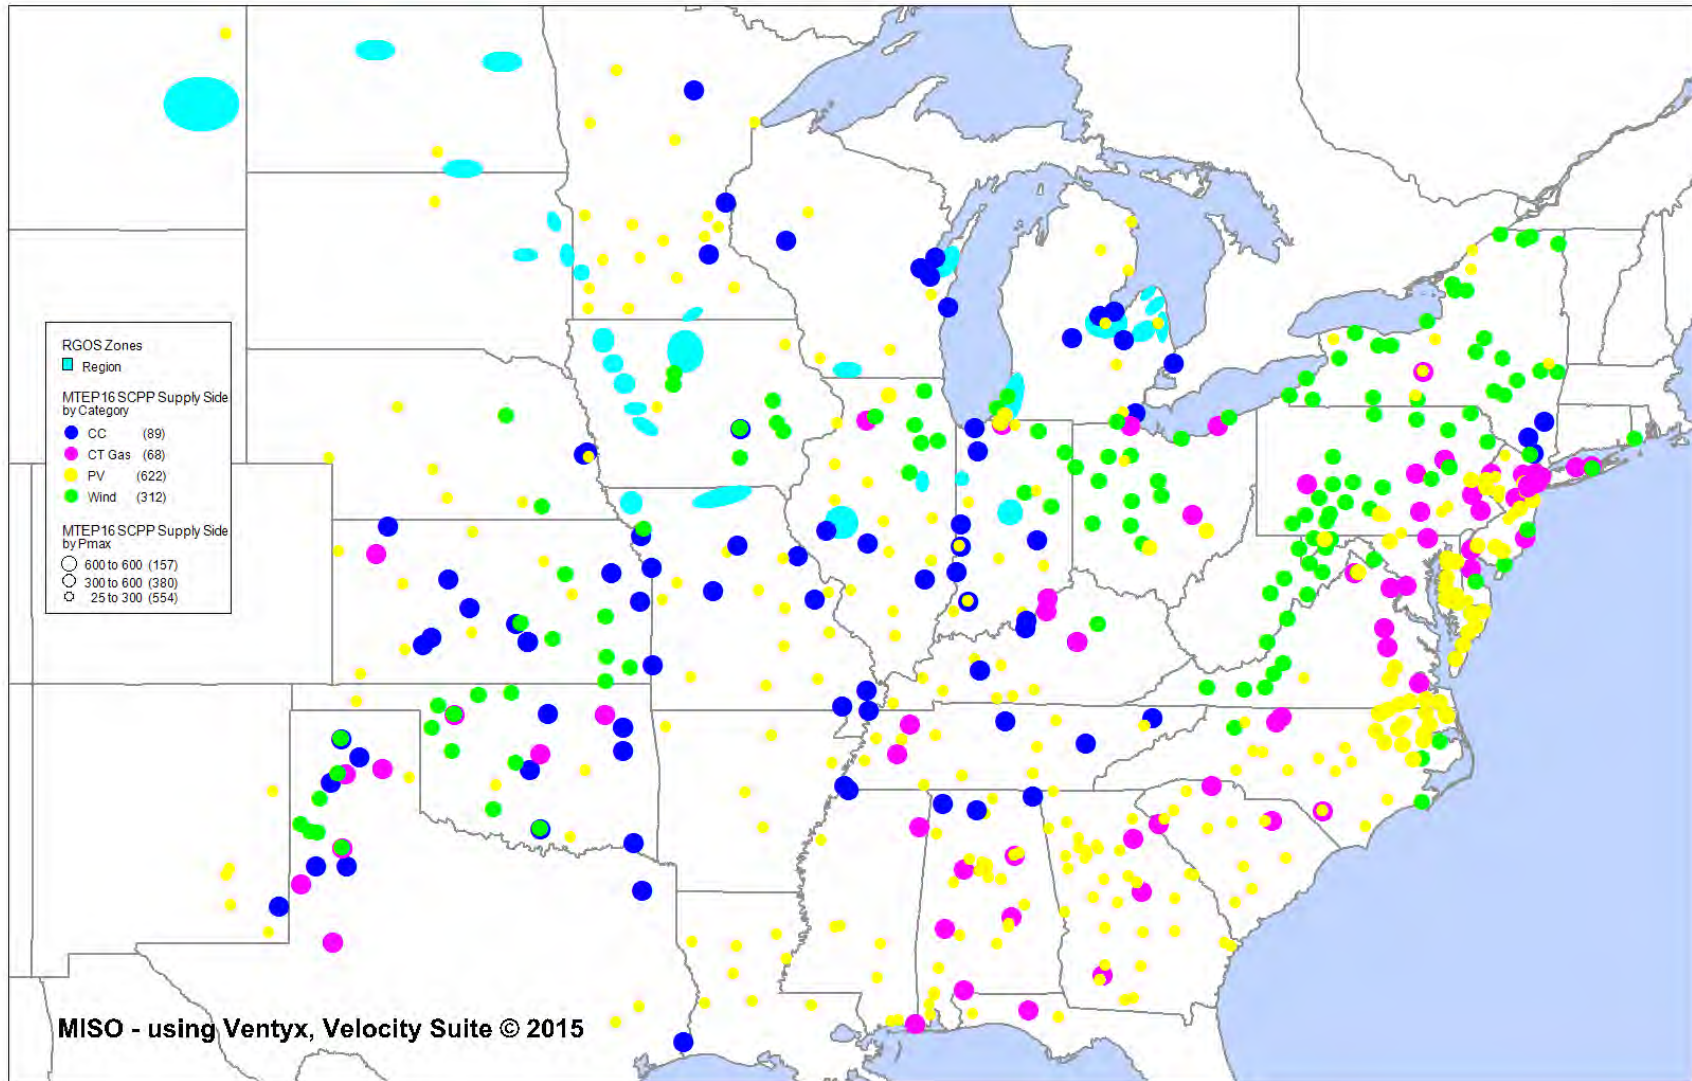 RGOS Zones
Region
MTEP16 SCPP Supply Side
by Category
CC (89)
CT Gas (68)
PV (622)
Wind (312)
MTEP16 SCPP Supply Side
by Pmax
600 to 600 (157)
300 to 600 (380)
25 to 300 (554)
MISO - using Ventyx, Velocity Suite © 2015